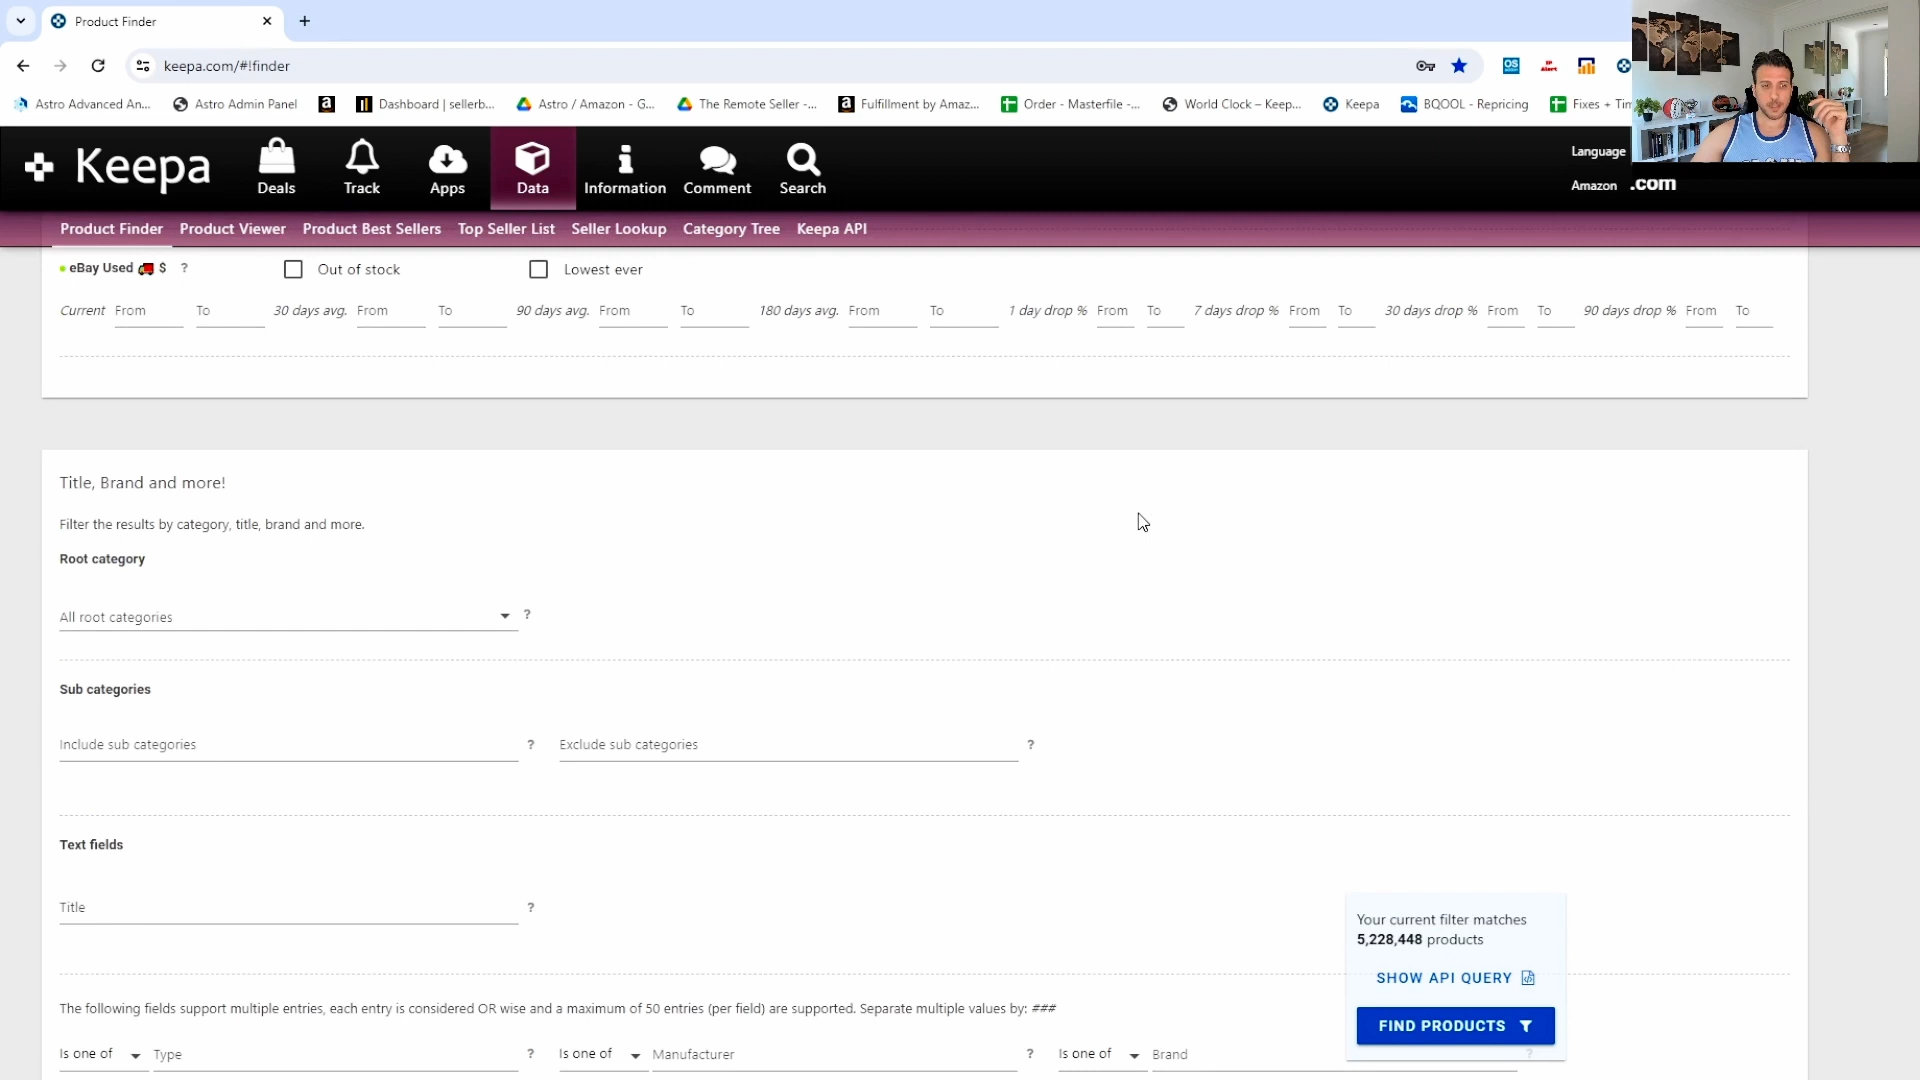 Product Finder
keepa.com/#!finder
Astro Advanced An... Astro Admin Panel Dashboard | sellerb... Astro / Amazon - G... The Remote Seller -... Fulfillment by Amaz... Order - Masterfile -... World Clock – Keep... Keepa BQOOL - Repricing Fixes + Tim
Keepa Deals Track Apps Data Information Comment Search
Language
Amazon .com
Product Finder Product Viewer Product Best Sellers Top Seller List Seller Lookup Category Tree Keepa API
eBay Used $ ? Out of stock Lowest ever
Current From To 30 days avg. From To 90 days avg. From To 180 days avg. From To 1 day drop % From To 7 days drop % From To 30 days drop % From To 90 days drop % From To
Title, Brand and more!
Filter the results by category, title, brand and more.
Root category
All root categories ?
Sub categories
Include sub categories ? Exclude sub categories ?
Text fields
Title ?
Your current filter matches
5,228,448 products
SHOW API QUERY
The following fields support multiple entries, each entry is considered OR wise and a maximum of 50 entries (per field) are supported. Separate multiple values by: ###
FIND PRODUCTS
Is one of Type ? Is one of Manufacturer ? Is one of Brand ?